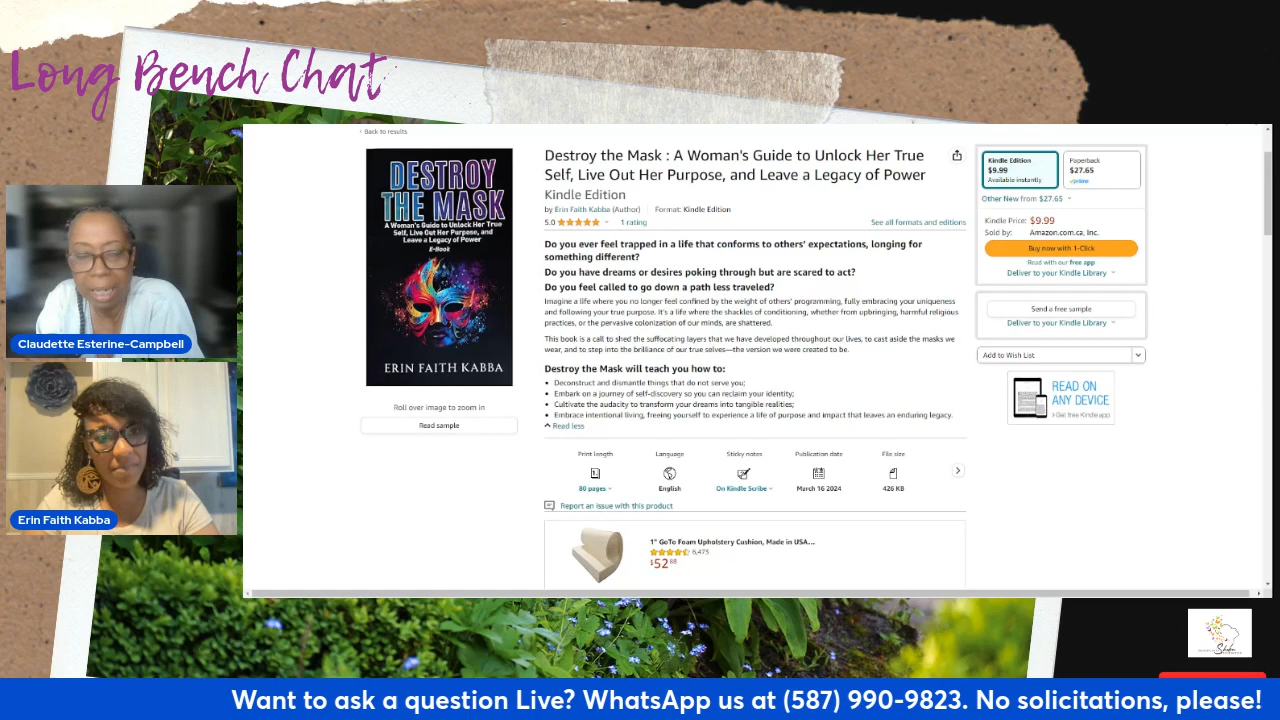 Long Bench Chat
Claudette Esterine-Campbell
Erin Faith Kabba
‹ Back to results
DESTROY
THE MASK
A Woman's Guide to Unlock Her True
Self, Live Out Her Purpose, and
Leave a Legacy of Power
E-Book
ERIN FAITH KABBA
Roll over image to zoom in
Read sample
Destroy the Mask : A Woman's Guide to Unlock Her True
Self, Live Out Her Purpose, and Leave a Legacy of Power
Kindle Edition
by Erin Faith Kabba (Author) Format: Kindle Edition
5.0 1 rating
See all formats and editions
Do you ever feel trapped in a life that conforms to others' expectations, longing for
something different?
Do you have dreams or desires poking through but are scared to act?
Do you feel called to go down a path less traveled?
Imagine a life where you no longer feel confined by the weight of others' programming, fully embracing your uniqueness
and following your true purpose. It's a life where the shackles of conditioning, whether from upbringing, harmful religious
practices, or the pervasive colonization of our minds, are shattered.
This book is a call to shed the suffocating layers that we have developed throughout our lives, to cast aside the masks we
wear, and to step into the brilliance of our true selves—the version we were created to be.
Destroy the Mask will teach you how to:
• Deconstruct and dismantle things that do not serve you;
• Embark on a journey of self-discovery so you can reclaim your identity;
• Cultivate the audacity to transform your dreams into tangible realities;
• Embrace intentional living, freeing yourself to experience a life of purpose and impact that leaves an enduring legacy.
Read less
Print length Language Sticky notes Publication date File size
80 pages English On Kindle Scribe March 16 2024 426 KB
Report an issue with this product
1" GoTo Foam Upholstery Cushion, Made in USA...
6,473
$52 88
Kindle Edition
$9.99
Available instantly
Paperback
$27.65
prime
Other New from $27.65
Kindle Price: $9.99
Sold by: Amazon.com.ca, Inc.
Buy now with 1-Click
Read with our free app
Deliver to your Kindle Library
Send a free sample
Deliver to your Kindle Library
Add to Wish List
READ ON
ANY DEVICE
› Get free Kindle app
Want to ask a question Live? WhatsApp us at (587) 990-9823. No solicitations, please!